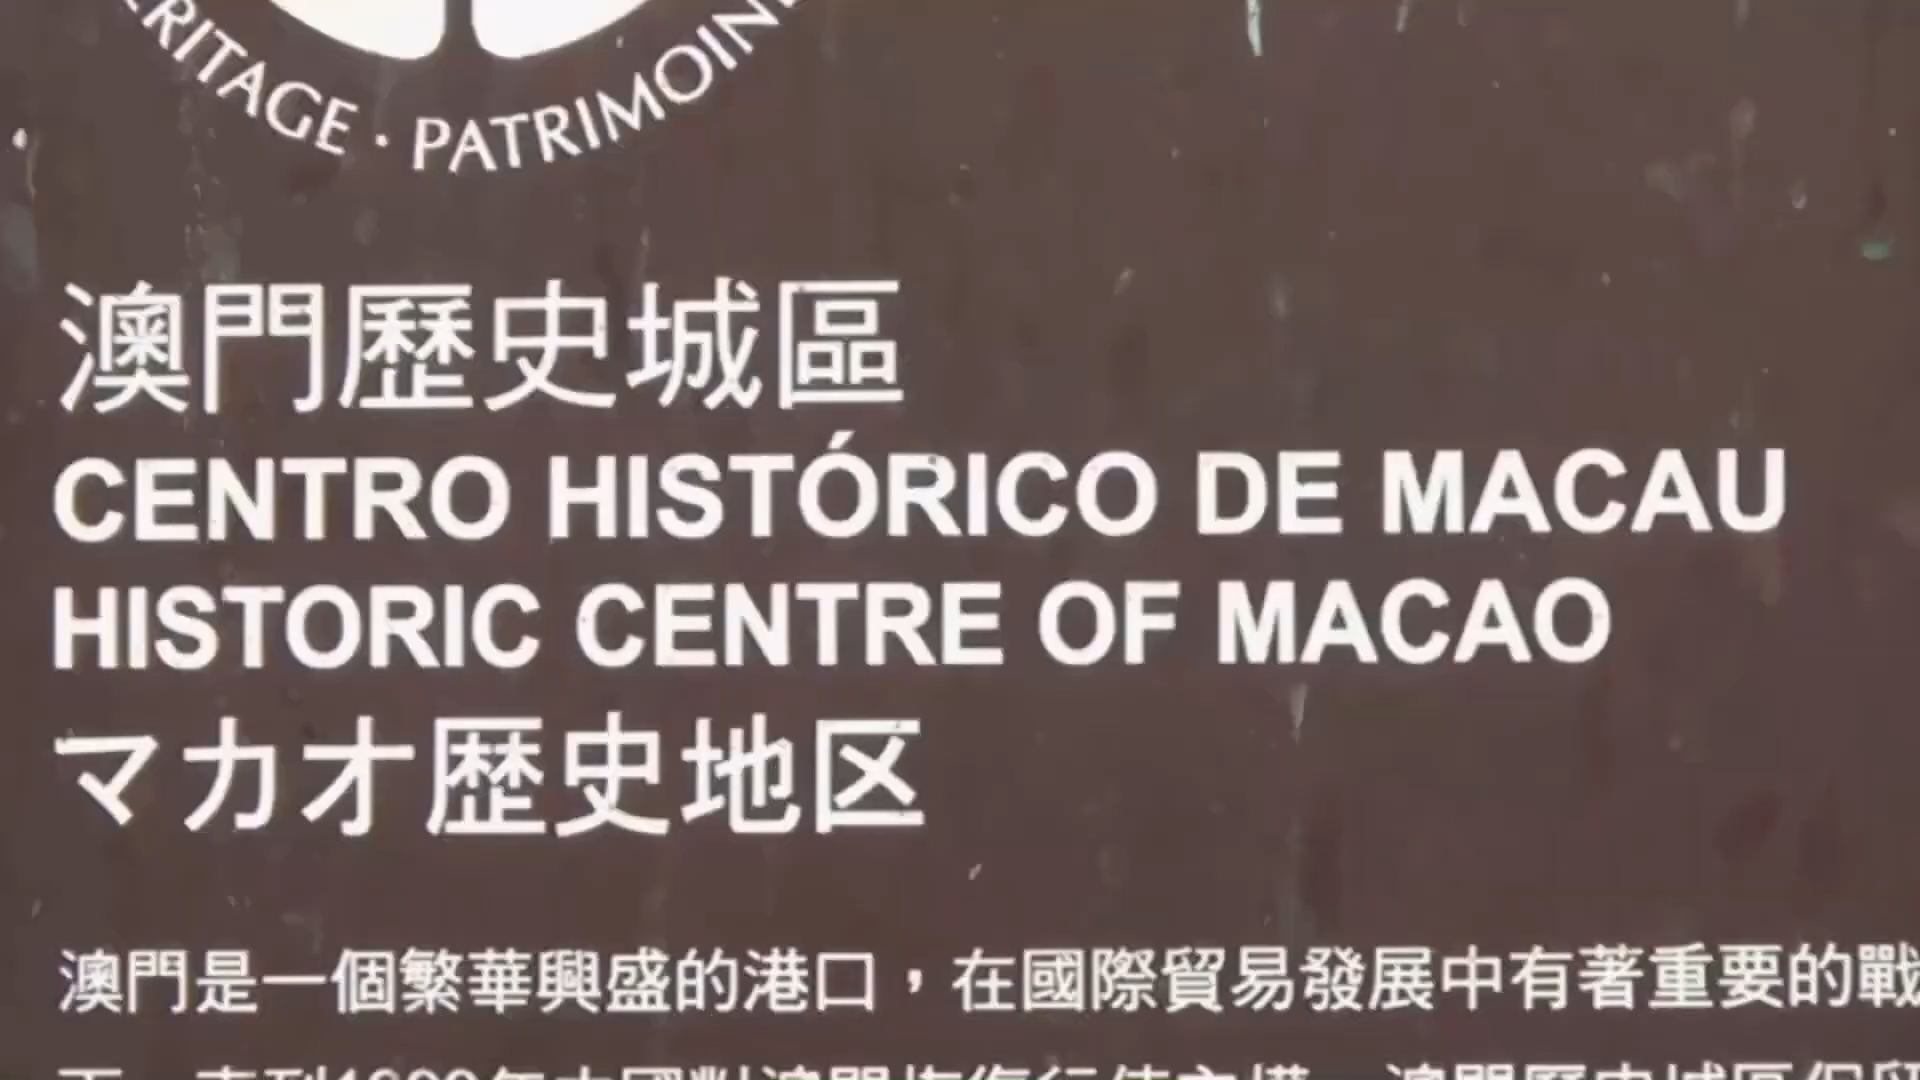 ERITAGE · PATRIMOINE
澳門歷史城區
CENTRO HISTÓRICO DE MACAU
HISTORIC CENTRE OF MACAO
マカオ歴史地区
澳門是一個繁華興盛的港口，在國際貿易發展中有著重要的戰